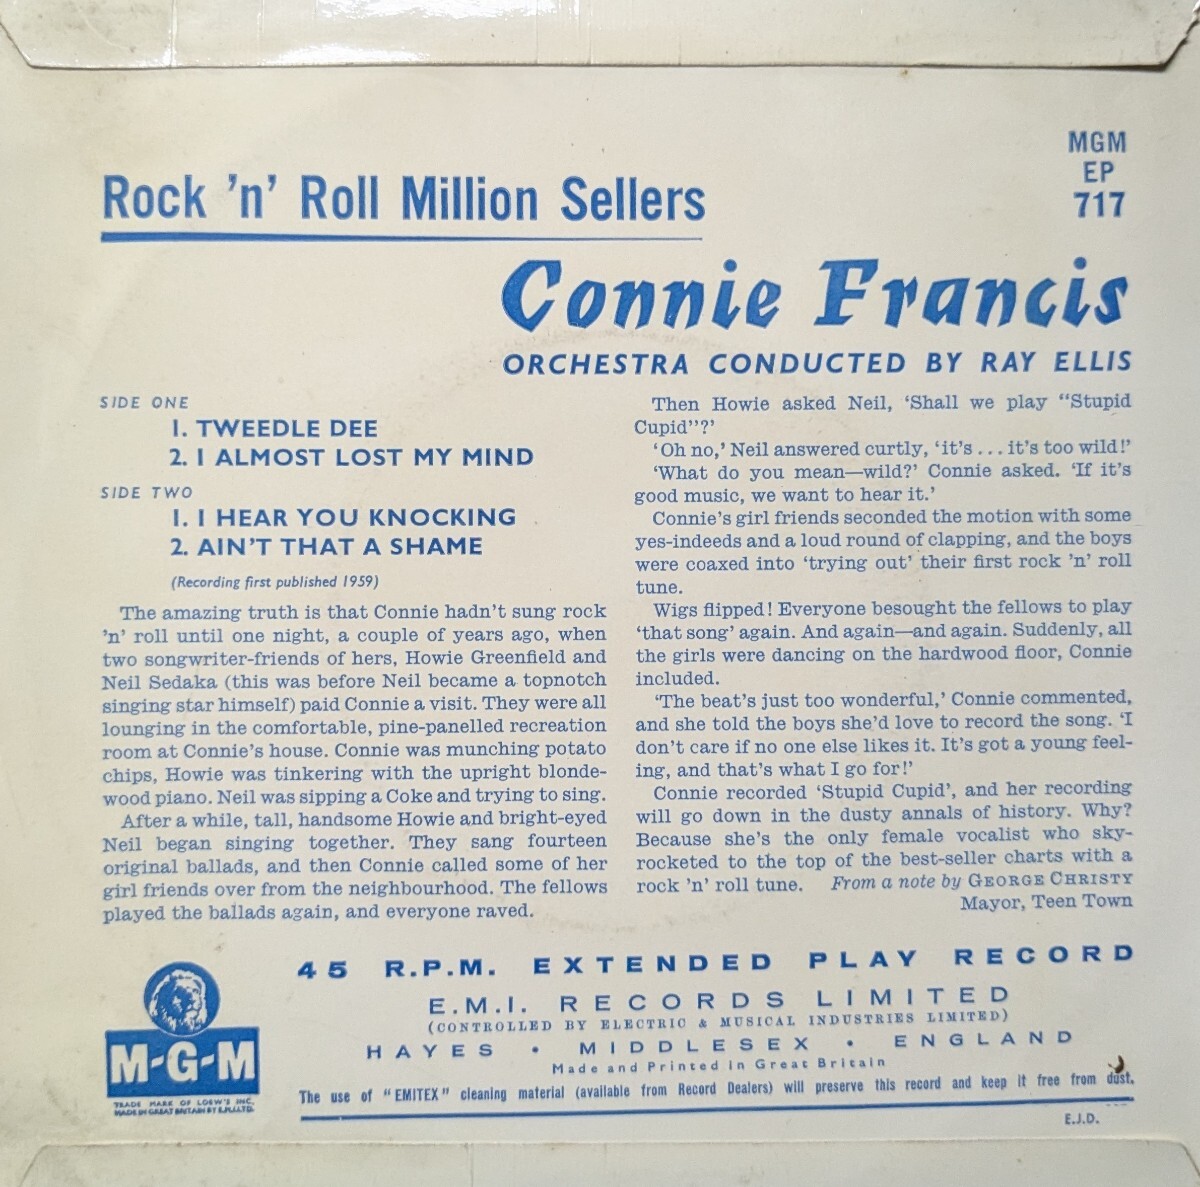 MGM
EP
717
Rock 'n' Roll Million Sellers
Connie Francis
ORCHESTRA CONDUCTED BY RAY ELLIS
SIDE ONE
1. TWEEDLE DEE
2. I ALMOST LOST MY MIND
SIDE TWO
1. I HEAR YOU KNOCKING
2. AIN'T THAT A SHAME
(Recording first published 1959)
The amazing truth is that Connie hadn't sung rock
'n' roll until one night, a couple of years ago, when
two songwriter-friends of hers, Howie Greenfield and
Neil Sedaka (this was before Neil became a topnotch
singing star himself) paid Connie a visit. They were all
lounging in the comfortable, pine-panelled recreation
room at Connie's house. Connie was munching potato
chips, Howie was tinkering with the upright blonde-
wood piano. Neil was sipping a Coke and trying to sing.
After a while, tall, handsome Howie and bright-eyed
Neil began singing together. They sang fourteen
original ballads, and then Connie called some of her
girl friends over from the neighbourhood. The fellows
played the ballads again, and everyone raved.
Then Howie asked Neil, 'Shall we play "Stupid
Cupid"?'
'Oh no,' Neil answered curtly, 'it's ... it's too wild!'
'What do you mean—wild?' Connie asked. 'If it's
good music, we want to hear it.'
Connie's girl friends seconded the motion with some
yes-indeeds and a loud round of clapping, and the boys
were coaxed into 'trying out' their first rock 'n' roll
tune.
Wigs flipped! Everyone besought the fellows to play
'that song' again. And again—and again. Suddenly, all
the girls were dancing on the hardwood floor, Connie
included.
'The beat's just too wonderful,' Connie commented,
and she told the boys she'd love to record the song. 'I
don't care if no one else likes it. It's got a young feel-
ing, and that's what I go for!'
Connie recorded 'Stupid Cupid', and her recording
will go down in the dusty annals of history. Why?
Because she's the only female vocalist who sky-
rocketed to the top of the best-seller charts with a
rock 'n' roll tune. From a note by GEORGE CHRISTY
Mayor, Teen Town
M-G-M
TRADE MARK OF LOEW'S INC.
MADE IN GREAT BRITAIN BY E.M.I. LTD.
45 R.P.M. EXTENDED PLAY RECORD
E.M.I. RECORDS LIMITED
(CONTROLLED BY ELECTRIC & MUSICAL INDUSTRIES LIMITED)
HAYES • MIDDLESEX • ENGLAND
Made and Printed in Great Britain
The use of "EMITEX" cleaning material (available from Record Dealers) will preserve this record and keep it free from dust.
E.J.D.